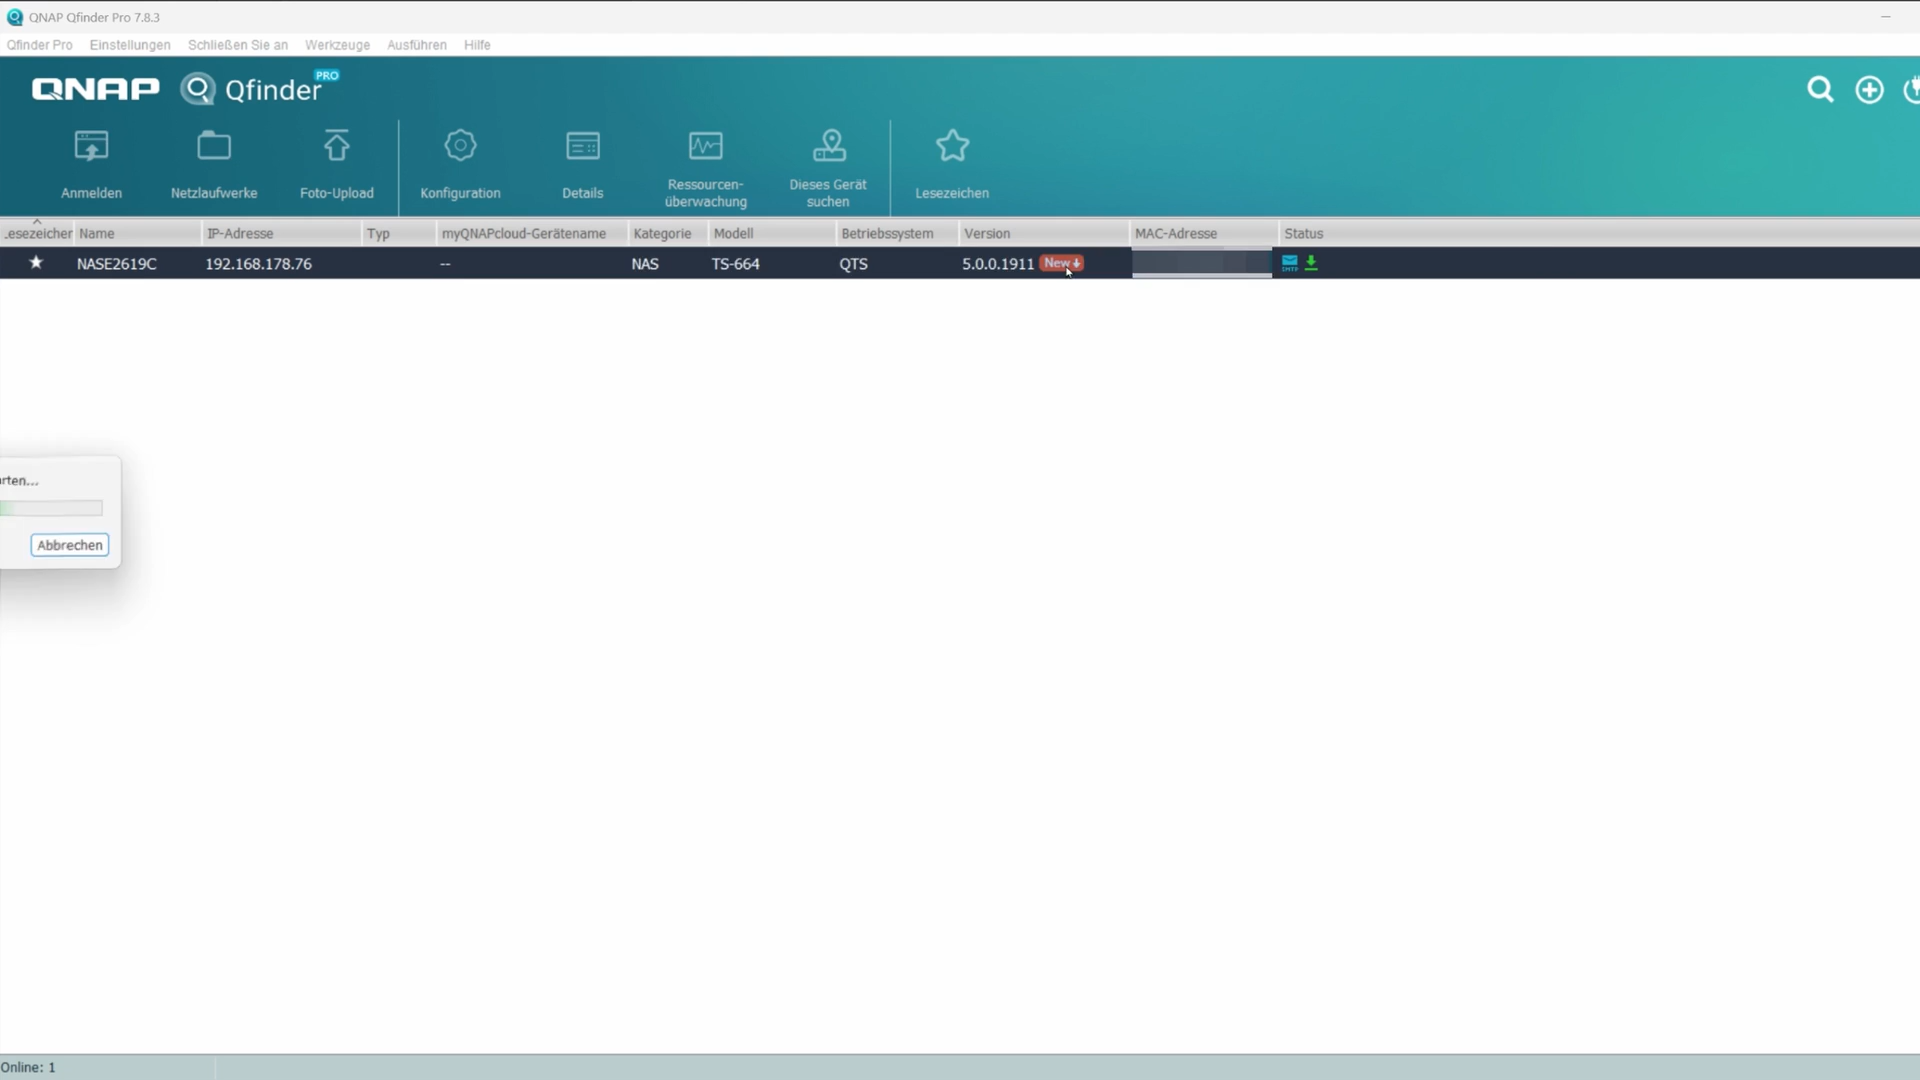 QNAP Qfinder Pro 7.8.3
Qfinder Pro Einstellungen Schließen Sie an Werkzeuge Ausführen Hilfe
QNAP Qfinder PRO
Anmelden Netzlaufwerke Foto-Upload Konfiguration Details Ressourcen-
überwachung Dieses Gerät
suchen Lesezeichen
.esezeicher Name IP-Adresse Typ myQNAPcloud-Gerätename Kategorie Modell Betriebssystem Version MAC-Adresse Status
NASE2619C 192.168.178.76 -- NAS TS-664 QTS 5.0.0.1911 New
arten...
Abbrechen
Online: 1